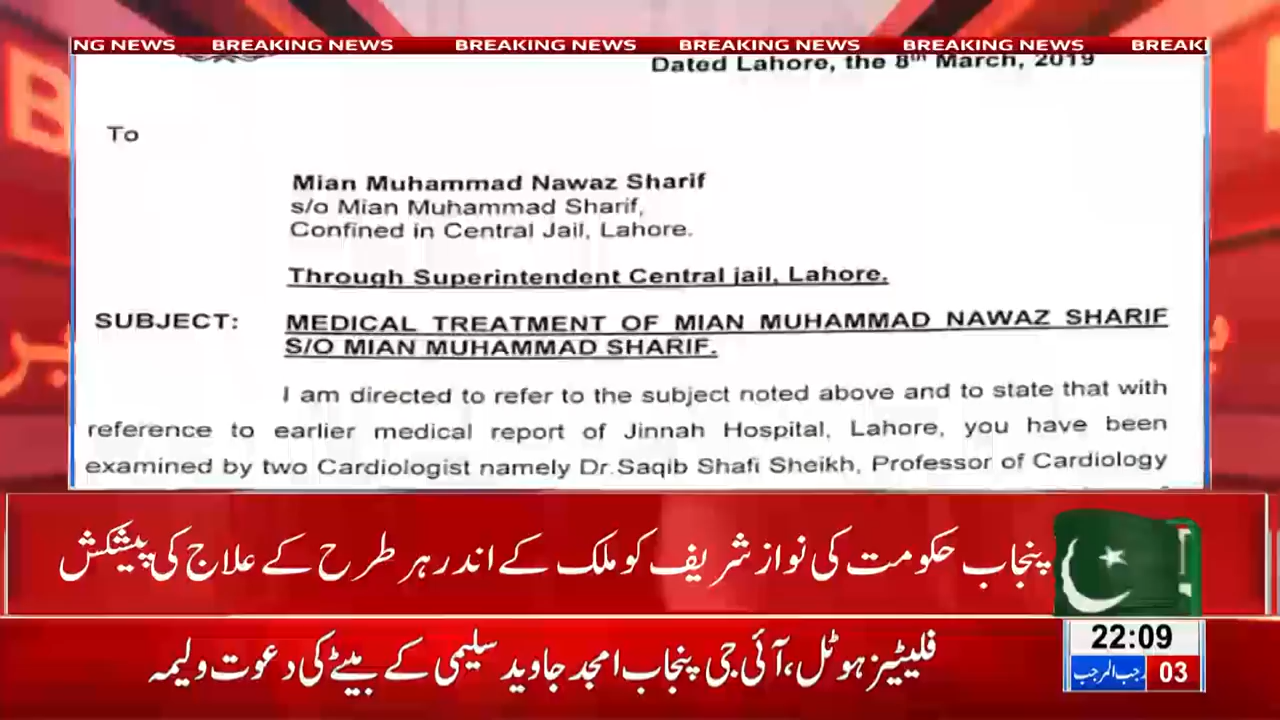 NG NEWS BREAKING NEWS BREAKING NEWS BREAKING NEWS BREAKING NEWS BREAKI
Dated Lahore, the 8th March, 2019
To
Mian Muhammad Nawaz Sharif
s/o Mian Muhammad Sharif,
Confined in Central Jail, Lahore.
Through Superintendent Central jail, Lahore.
SUBJECT: MEDICAL TREATMENT OF MIAN MUHAMMAD NAWAZ SHARIF
S/O MIAN MUHAMMAD SHARIF.
I am directed to refer to the subject noted above and to state that with
reference to earlier medical report of Jinnah Hospital, Lahore, you have been
examined by two Cardiologist namely Dr.Saqib Shafi Sheikh, Professor of Cardiology
پنجاب حکومت کی نواز شریف کو ملک کے اندر ہر طرح کے علاج کی پیشکش
فلیٹیز ہوٹل، آئی جی پنجاب امجد جاوید سلیمی کے بیٹے کی دعوت ولیمہ
22:09
رجب المرجب 03